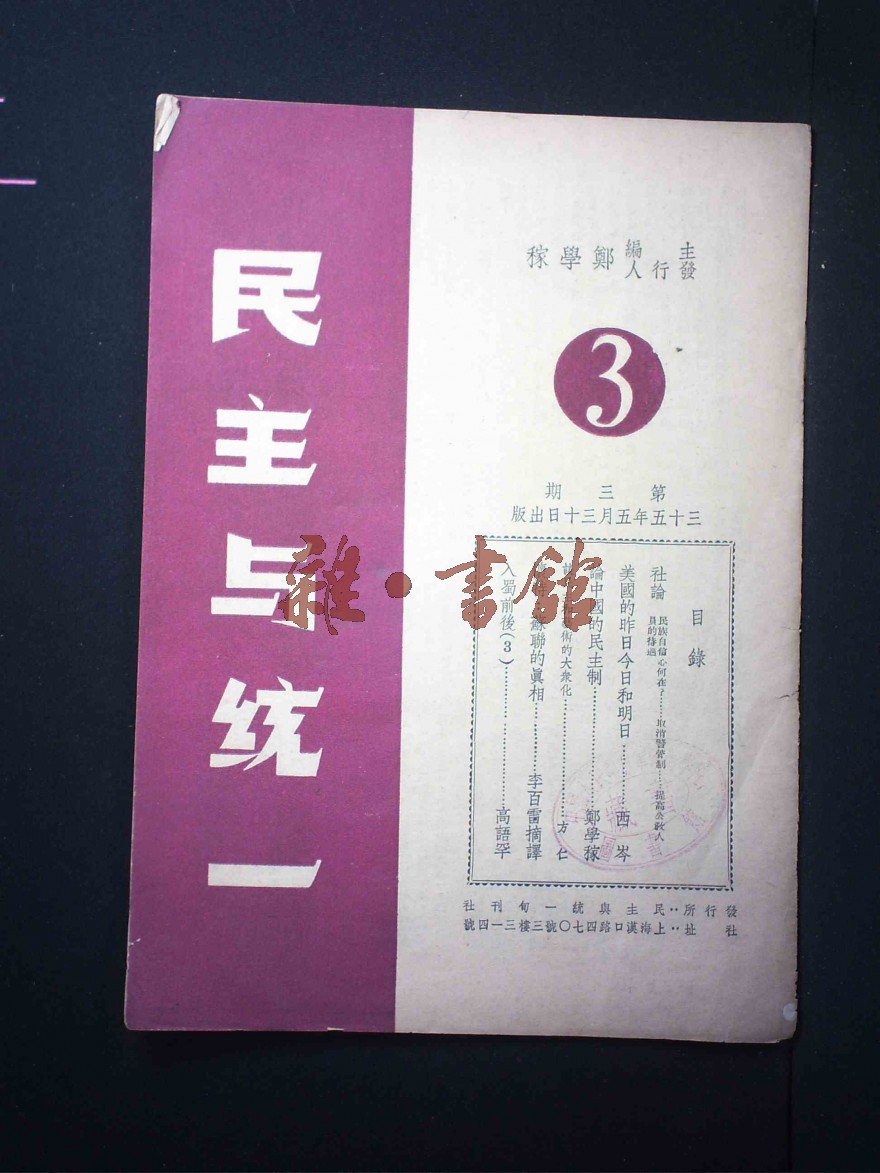 民主与统一
主編
發行人
鄭學稼
3
第三期
三十五年五月三十日出版
目錄
社論 民族自信心何在？……取消醫管制……提高公敎人員的待遇
美國的昨日今日和明日……西岑
論中國的民主制……鄭學稼
術的大衆化……方仁
蘇聯的眞相……李百雷摘譯
入蜀前後（3）……高語罕
發行所：民主與統一旬刊社
社址：上海漢口路四七〇號三樓三一四號
雜·書館